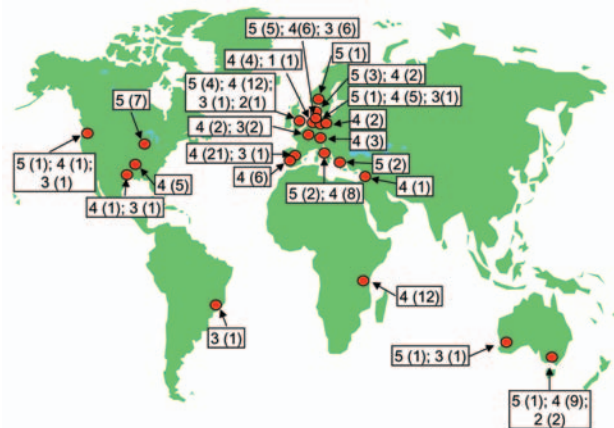 5 (5); 4(6); 3 (6)
4 (4); 1 (1)
5 (1)
5 (4); 4 (12);
3 (1); 2(1)
5 (3); 4 (2)
5 (1); 4 (5); 3(1)
5 (7)
4 (2); 3(2)
4 (2)
4 (3)
4 (21); 3 (1)
5 (2)
5 (1); 4 (1);
3 (1)
4 (5)
4 (6)
4 (1)
4 (1); 3 (1)
5 (2); 4 (8)
4 (12)
3 (1)
5 (1); 3 (1)
5 (1); 4 (9);
2 (2)